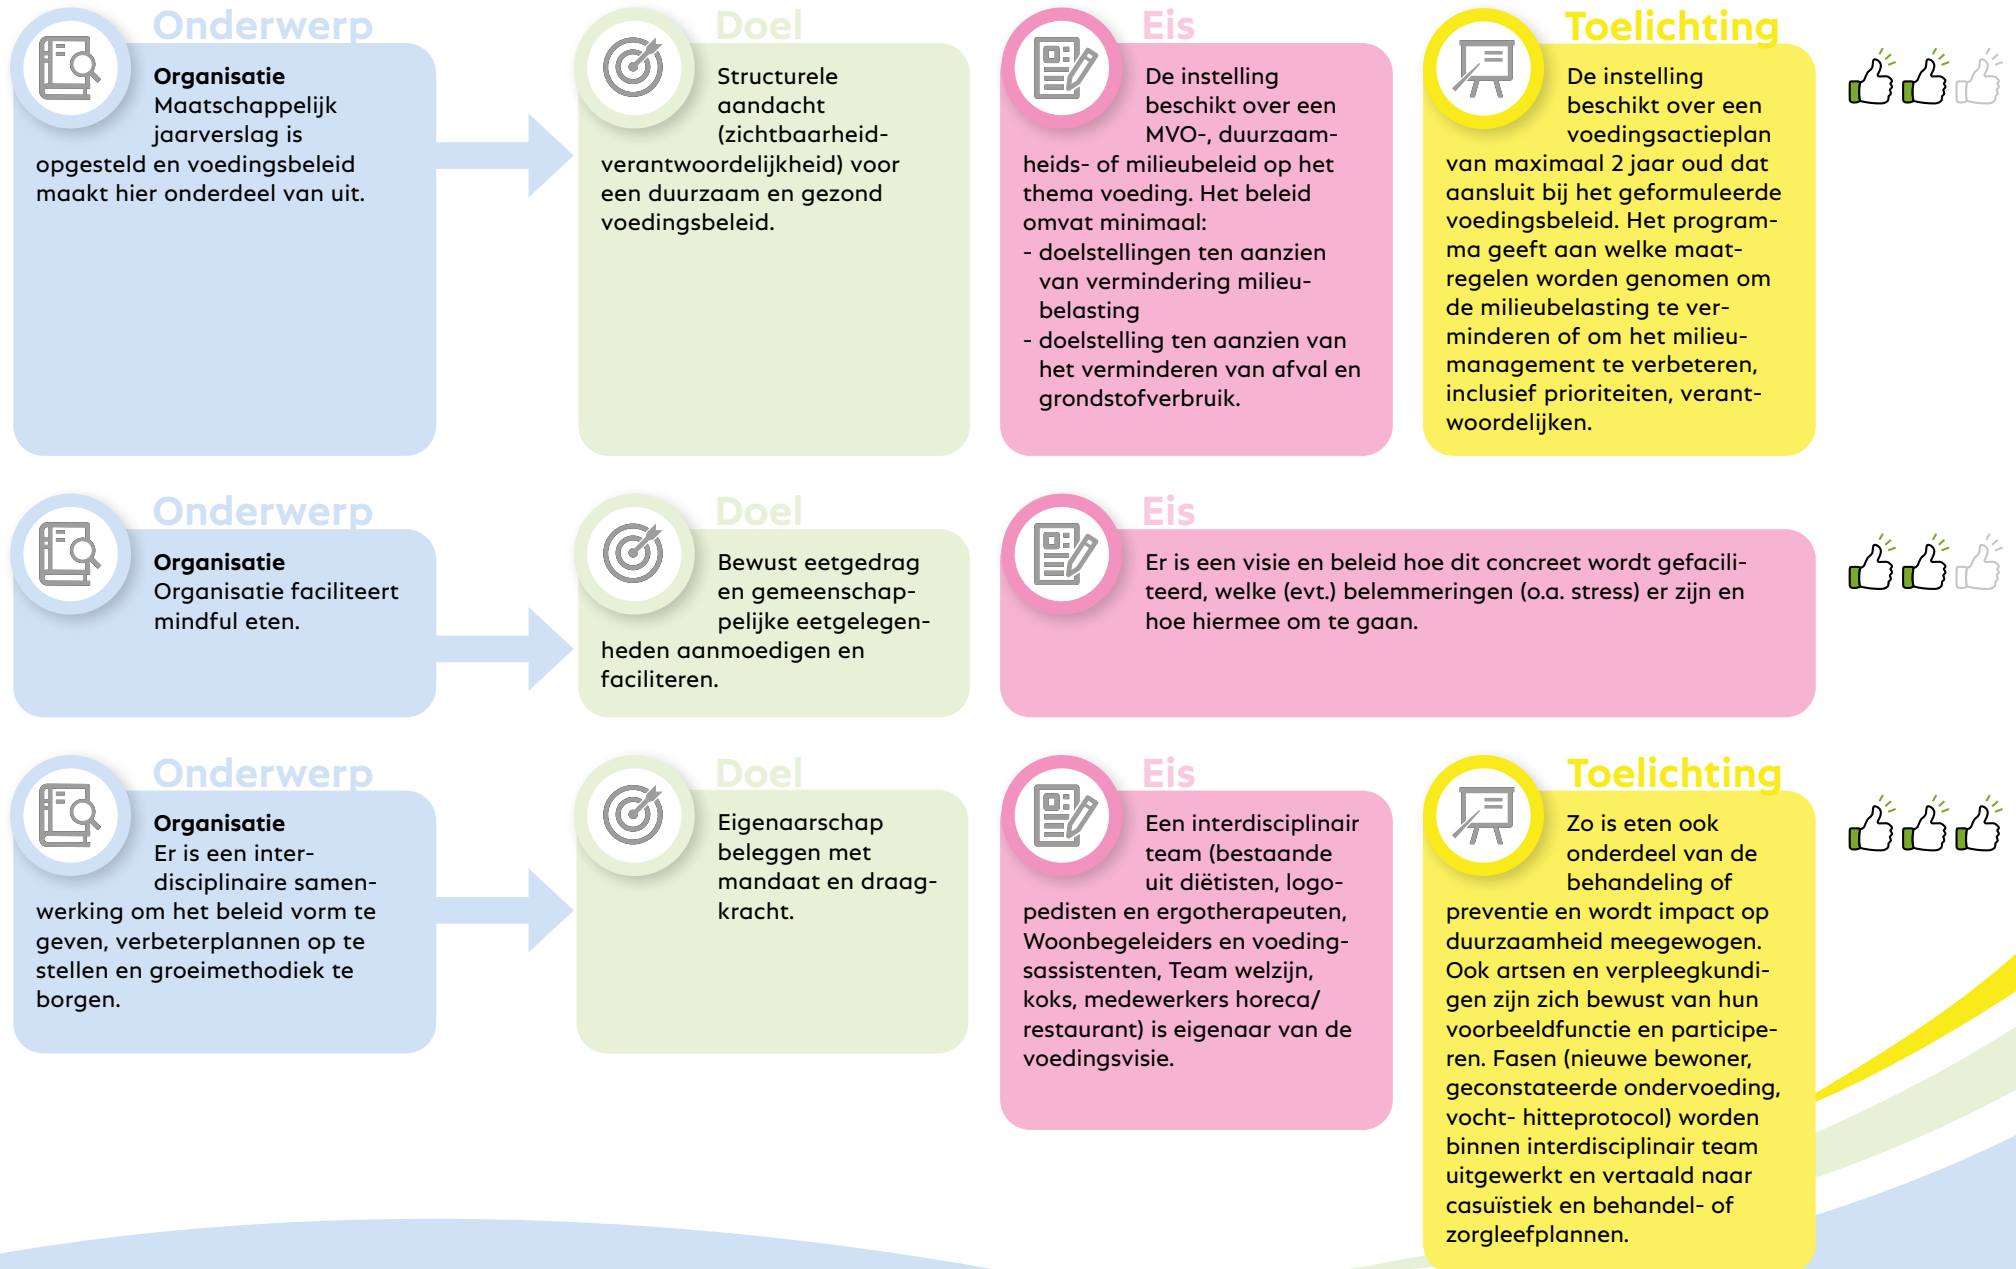 Onderwerp
Organisatie
Maatschappelijk
jaarverslag is
opgesteld en voedingsbeleid
maakt hier onderdeel van uit.
Doel
Structurele
aandacht
(zichtbaarheid-
verantwoordelijkheid) voor
een duurzaam en gezond
voedingsbeleid.
Eis
De instelling
beschikt over een
MVO-, duurzaam-
heids- of milieubeleid op het
thema voeding. Het beleid
omvat minimaal:
- doelstellingen ten aanzien
van vermindering milieu-
belasting
- doelstelling ten aanzien van
het verminderen van afval en
grondstofverbruik.
Toelichting
De instelling
beschikt over een
voedingsactieplan
van maximaal 2 jaar oud dat
aansluit bij het geformuleerde
voedingsbeleid. Het program-
ma geeft aan welke maat-
regelen worden genomen om
de milieubelasting te ver-
minderen of om het milieu-
management te verbeteren,
inclusief prioriteiten, verant-
woordelijken.
Onderwerp
Organisatie
Organisatie faciliteert
mindful eten.
Doel
Bewust eetgedrag
en gemeenschap-
pelijke eetgelegen-
heden aanmoedigen en
faciliteren.
Eis
Er is een visie en beleid hoe dit concreet wordt gefacili-
teerd, welke (evt.) belemmeringen (o.a. stress) er zijn en
hoe hiermee om te gaan.
Onderwerp
Organisatie
Er is een inter-
disciplinaire samen-
werking om het beleid vorm te
geven, verbeterplannen op te
stellen en groeimethodiek te
borgen.
Doel
Eigenaarschap
beleggen met
mandaat en draag-
kracht.
Eis
Een interdisciplinair
team (bestaande
uit diëtisten, logo-
pedisten en ergotherapeuten,
Woonbegeleiders en voeding-
sassistenten, Team welzijn,
koks, medewerkers horeca/
restaurant) is eigenaar van de
voedingsvisie.
Toelichting
Zo is eten ook
onderdeel van de
behandeling of
preventie en wordt impact op
duurzaamheid meegewogen.
Ook artsen en verpleegkundi-
gen zijn zich bewust van hun
voorbeeldfunctie en participe-
ren. Fasen (nieuwe bewoner,
geconstateerde ondervoeding,
vocht- hitteprotocol) worden
binnen interdisciplinair team
uitgewerkt en vertaald naar
casuïstiek en behandel- of
zorgleefplannen.